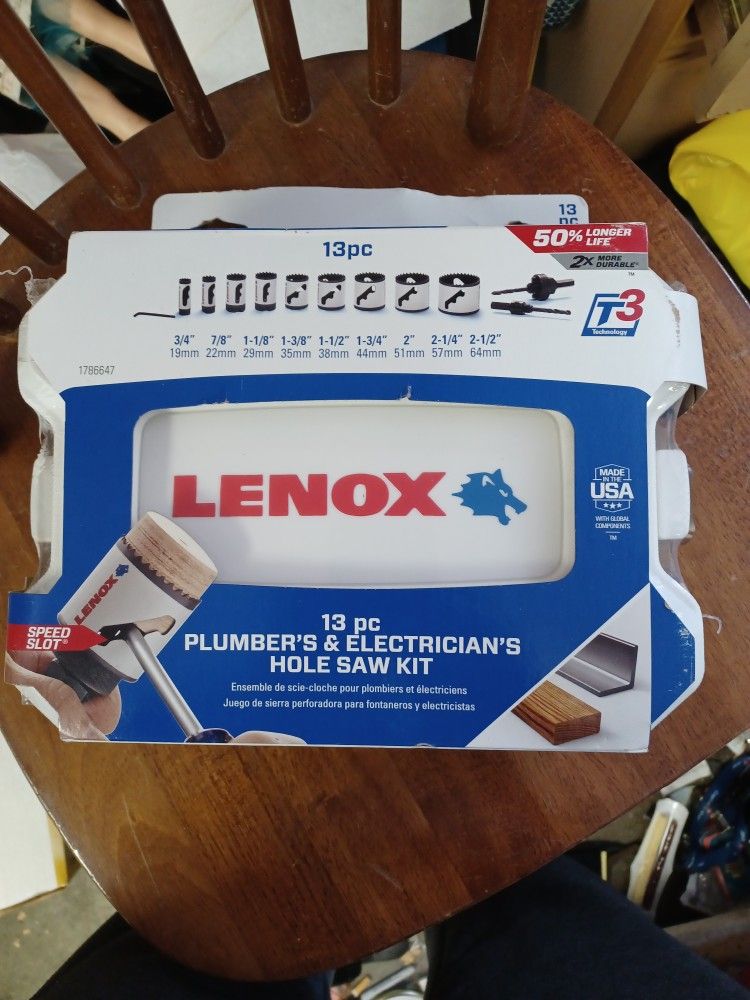 13
pc
13pc
50% LONGER LIFE
2X MORE DURABLE*
TM
T3
Technology
3/4" 7/8" 1-1/8" 1-3/8" 1-1/2" 1-3/4" 2" 2-1/4" 2-1/2"
19mm 22mm 29mm 35mm 38mm 44mm 51mm 57mm 64mm
1786647
LENOX
MADE
IN THE
USA
WITH GLOBAL
COMPONENTS
TM
LENOX
SPEED
SLOT®
13 pc
PLUMBER'S & ELECTRICIAN'S
HOLE SAW KIT
Ensemble de scie-cloche pour plombiers et électriciens
Juego de sierra perforadora para fontaneros y electricistas